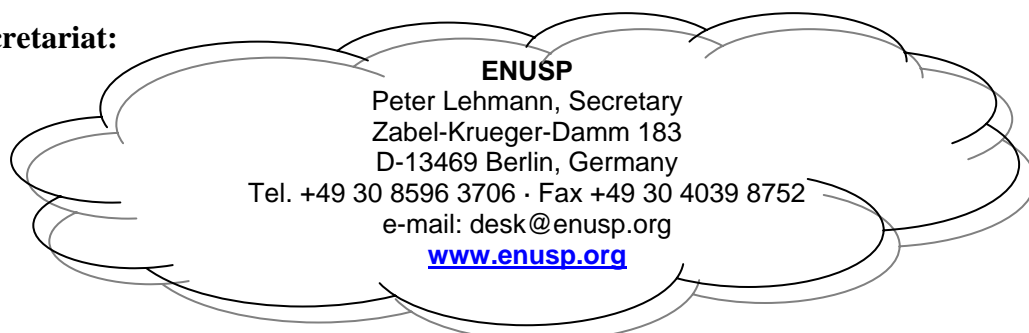 cretariat:
ENUSP
Peter Lehmann, Secretary
Zabel-Krueger-Damm 183
D-13469 Berlin, Germany
Tel. +49 30 8596 3706 · Fax +49 30 4039 8752
e-mail: desk@enusp.org
www.enusp.org